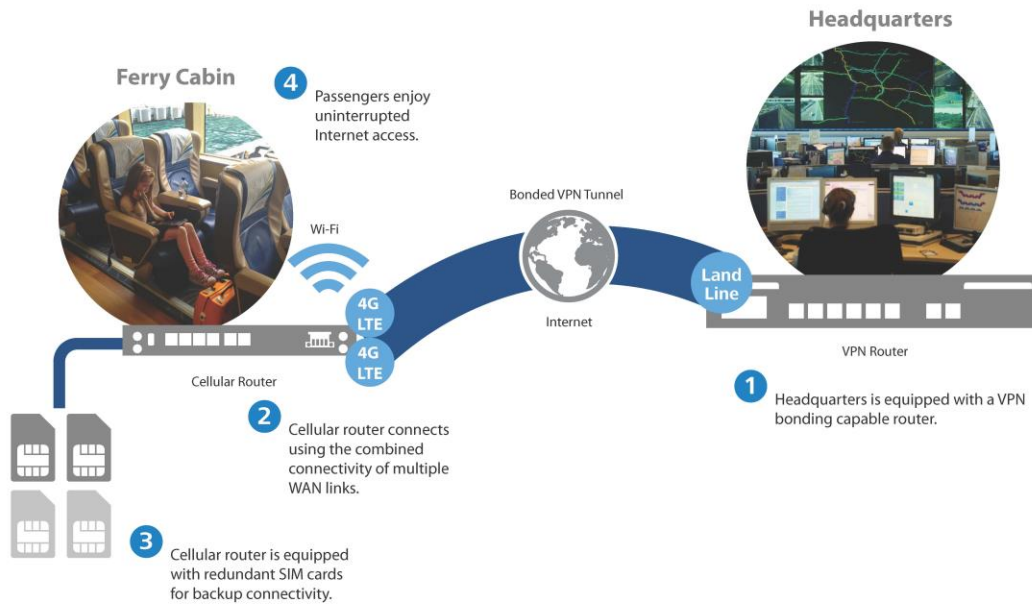 Headquarters
Ferry Cabin
4
Passengers enjoy
uninterrupted
Internet access.
Bonded VPN Tunnel
Wi-Fi
4G
LTE
4G
LTE
Land
Line
Internet
Cellular Router
VPN Router
1
Headquarters is equipped with a VPN
bonding capable router.
2
Cellular router connects
using the combined
connectivity of multiple
WAN links.
3
Cellular router is equipped
with redundant SIM cards
for backup connectivity.